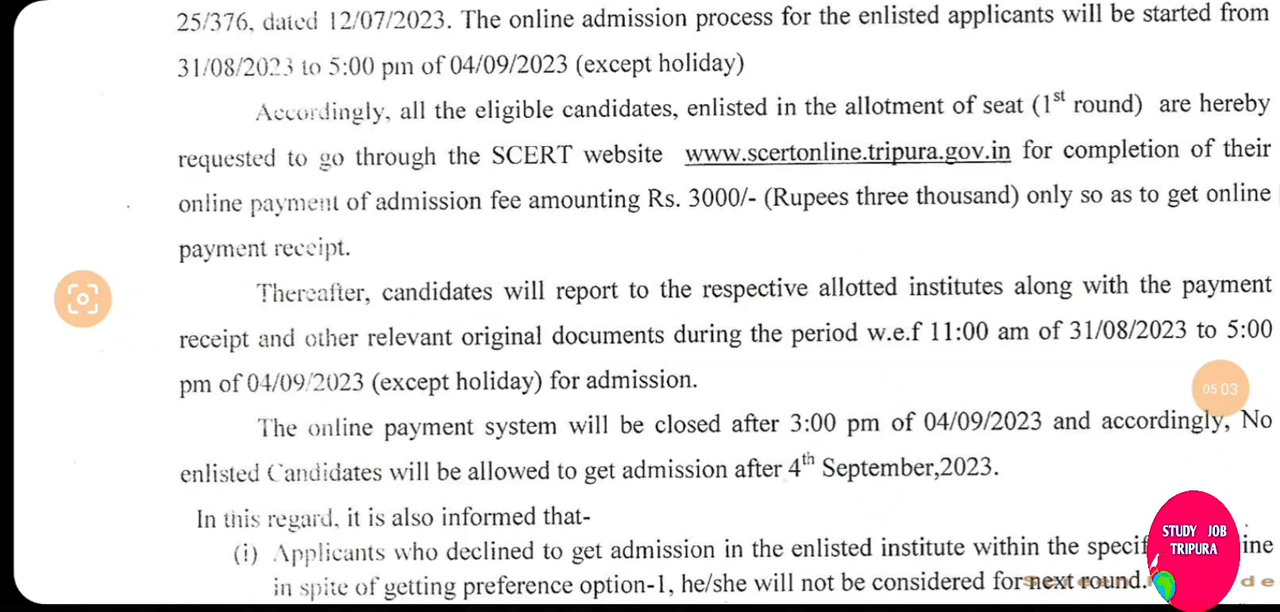 25/376, dated 12/07/2023. The online admission process for the enlisted applicants will be started from
31/08/2023 to 5:00 pm of 04/09/2023 (except holiday)
Accordingly, all the eligible candidates, enlisted in the allotment of seat (1st round) are hereby
requested to go through the SCERT website www.scertonline.tripura.gov.in for completion of their
online payment of admission fee amounting Rs. 3000/- (Rupees three thousand) only so as to get online
payment receipt.
Thereafter, candidates will report to the respective allotted institutes along with the payment
receipt and other relevant original documents during the period w.e.f 11:00 am of 31/08/2023 to 5:00
pm of 04/09/2023 (except holiday) for admission.
05:03
The online payment system will be closed after 3:00 pm of 04/09/2023 and accordingly, No
enlisted Candidates will be allowed to get admission after 4th September,2023.
In this regard, it is also informed that-
(i) Applicants who declined to get admission in the enlisted institute within the
in spite of getting preference option-1, he/she will not be considered for next round.
STUDY JOB
TRIPURA